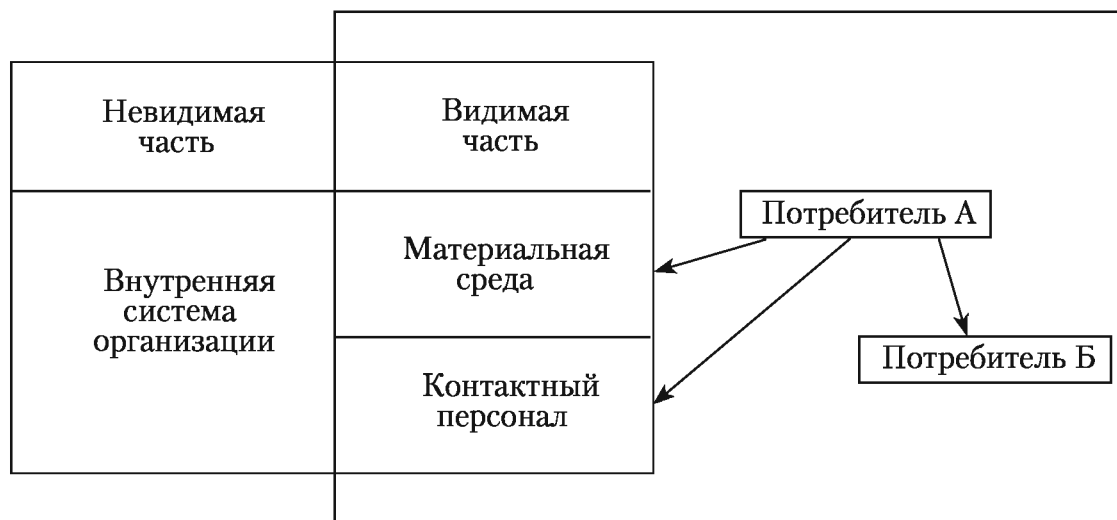 Невидимая
часть
Видимая
часть
Потребитель А
Материальная
среда
Внутренняя
система
организации
Потребитель Б
Контактный
персонал